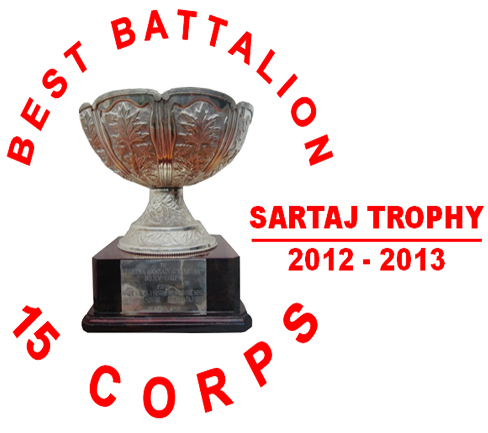 BEST BATTALION
SARTAJ TROPHY
2012 - 2013
15 CORPS